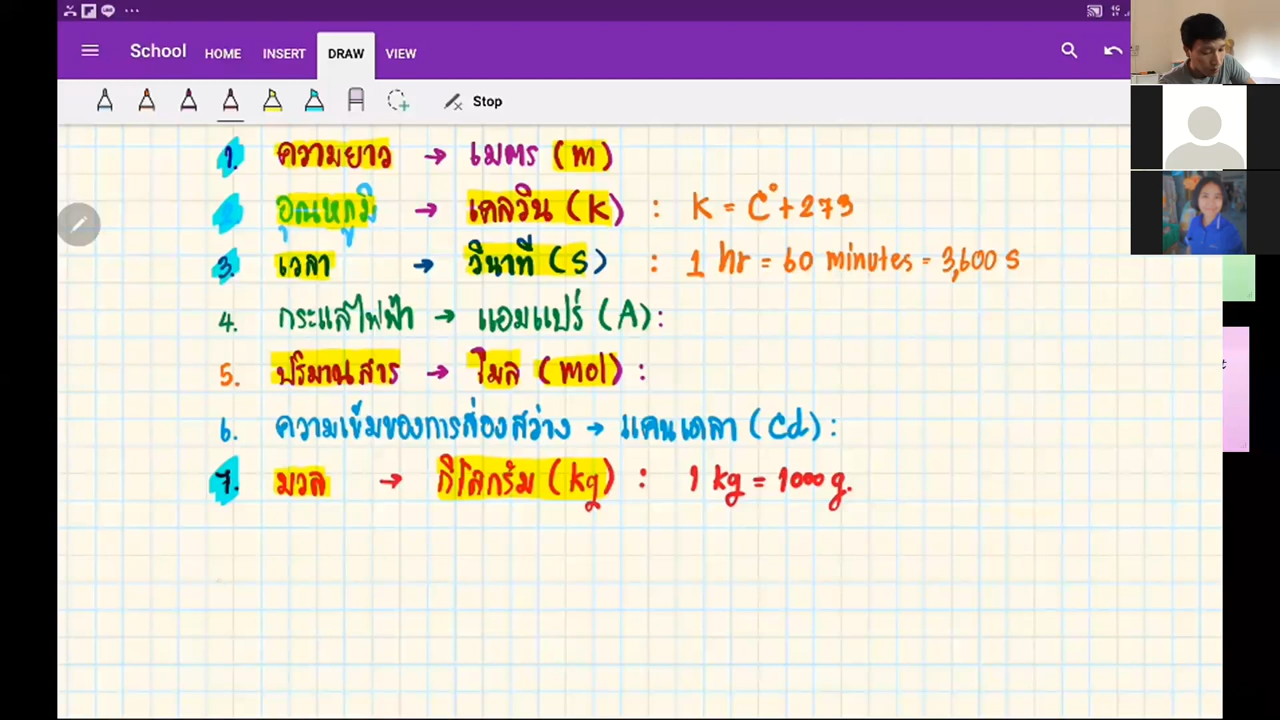 School HOME INSERT DRAW VIEW
Stop
1. ความยาว → เมตร (m)
2. อุณหภูมิ → เคลวิน (K) : K = C° + 273
3. เวลา → วินาที (s) : 1 hr = 60 minutes = 3,600 s
4. กระแสไฟฟ้า → แอมแปร์ (A) :
5. ปริมาณสาร → โมล (mol) :
6. ความเข้มของการส่องสว่าง → แคนเดลา (Cd) :
7. มวล → กิโลกรัม (kg) : 1 kg = 1000 g.